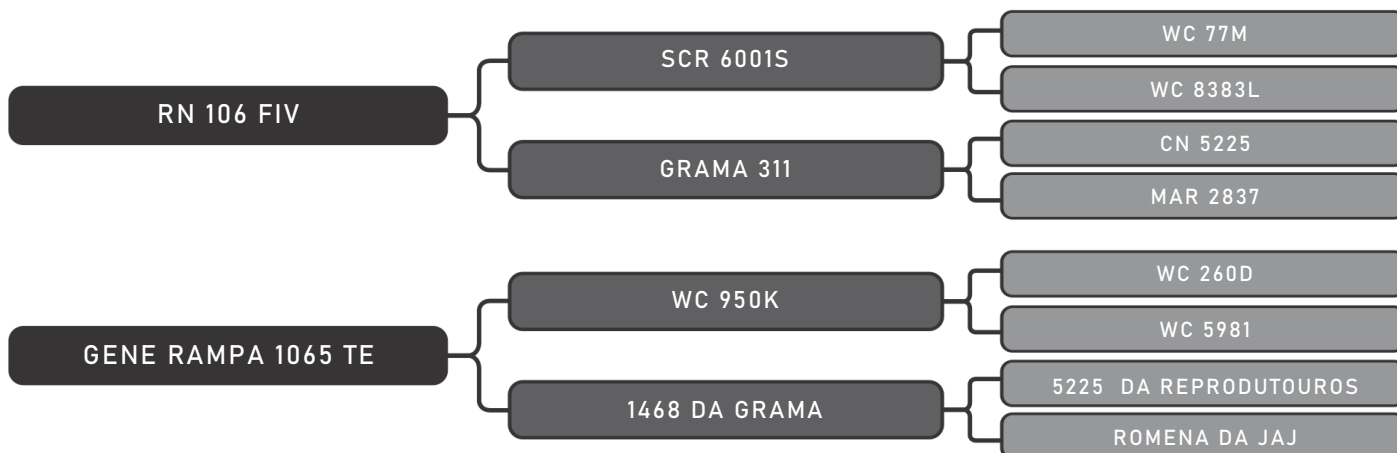 RN 106 FIV
SCR 6001S
WC 77M
WC 8383L
GRAMA 311
CN 5225
MAR 2837
GENE RAMPA 1065 TE
WC 950K
WC 260D
WC 5981
1468 DA GRAMA
5225 DA REPRODUTOUROS
ROMENA DA JAJ